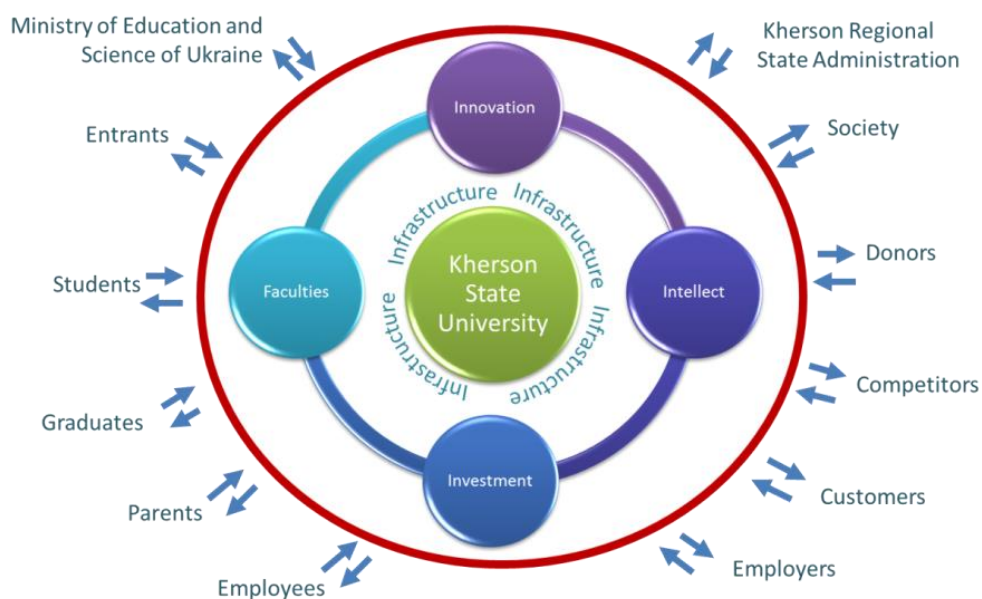 Ministry of Education and
Science of Ukraine
Kherson Regional
State Administration
Entrants
Society
Students
Donors
Graduates
Competitors
Parents
Customers
Employees
Employers
Innovation
Faculties
Intellect
Investment
Infrastructure
Infrastructure
Infrastructure
Infrastructure
Kherson
State
University